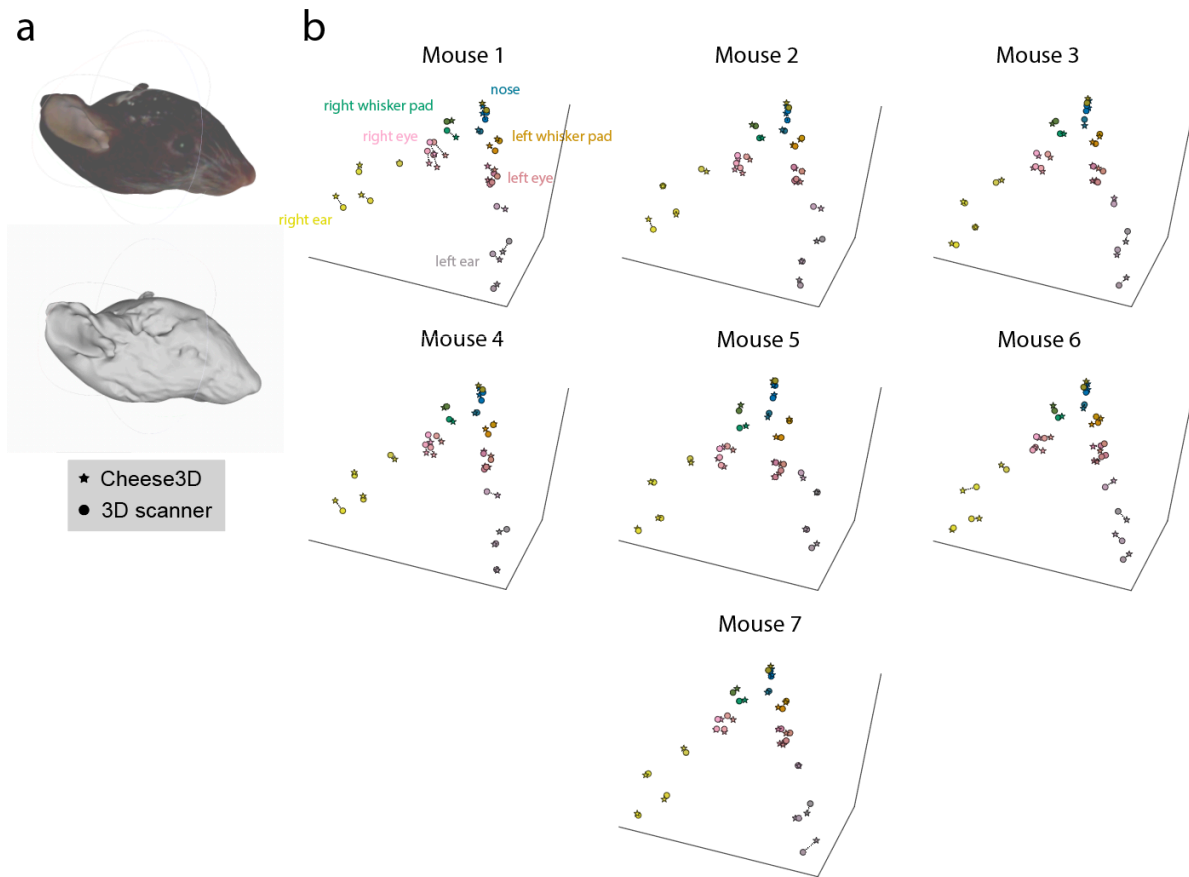 a
b
Mouse 1
Mouse 2
Mouse 3
nose
right whisker pad
right eye
left whisker pad
left eye
right ear
left ear
Mouse 4
Mouse 5
Mouse 6
Cheese3D
3D scanner
Mouse 7